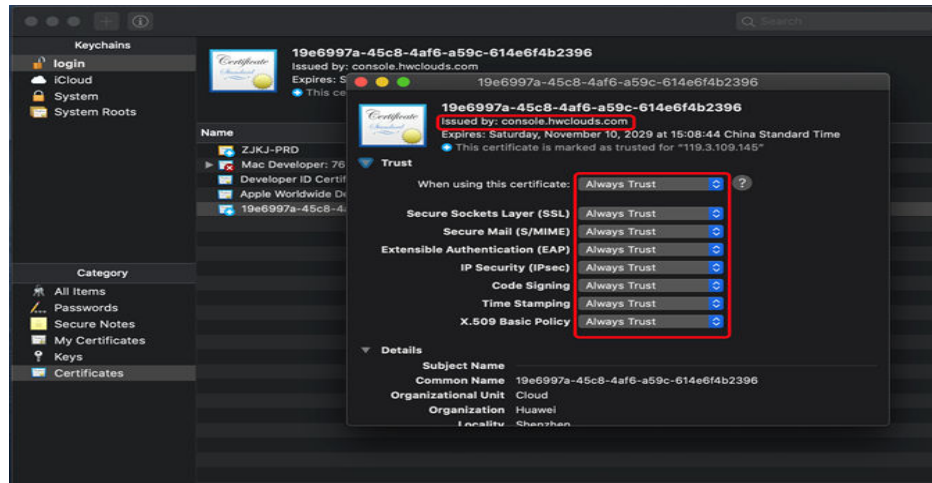 Search
Keychains
login
iCloud
System
System Roots
19e6997a-45c8-4af6-a59c-614e6f4b2396
Issued by: console.hwclouds.com
Expires: S
This ce
Name
ZJKJ-PRD
Mac Developer: 76
Developer ID Certif
Apple Worldwide De
19e6997a-45c8-4
Category
All Items
Passwords
Secure Notes
My Certificates
Keys
Certificates
19e6997a-45c8-4af6-a59c-614e6f4b2396
19e6997a-45c8-4af6-a59c-614e6f4b2396
Issued by: console.hwclouds.com
Expires: Saturday, November 10, 2029 at 15:08:44 China Standard Time
This certificate is marked as trusted for "119.3.109.145"
Trust
When using this certificate: Always Trust ?
Secure Sockets Layer (SSL) Always Trust
Secure Mail (S/MIME) Always Trust
Extensible Authentication (EAP) Always Trust
IP Security (IPsec) Always Trust
Code Signing Always Trust
Time Stamping Always Trust
X.509 Basic Policy Always Trust
Details
Subject Name
Common Name 19e6997a-45c8-4af6-a59c-614e6f4b2396
Organizational Unit Cloud
Organization Huawei
Locality Shenzhen